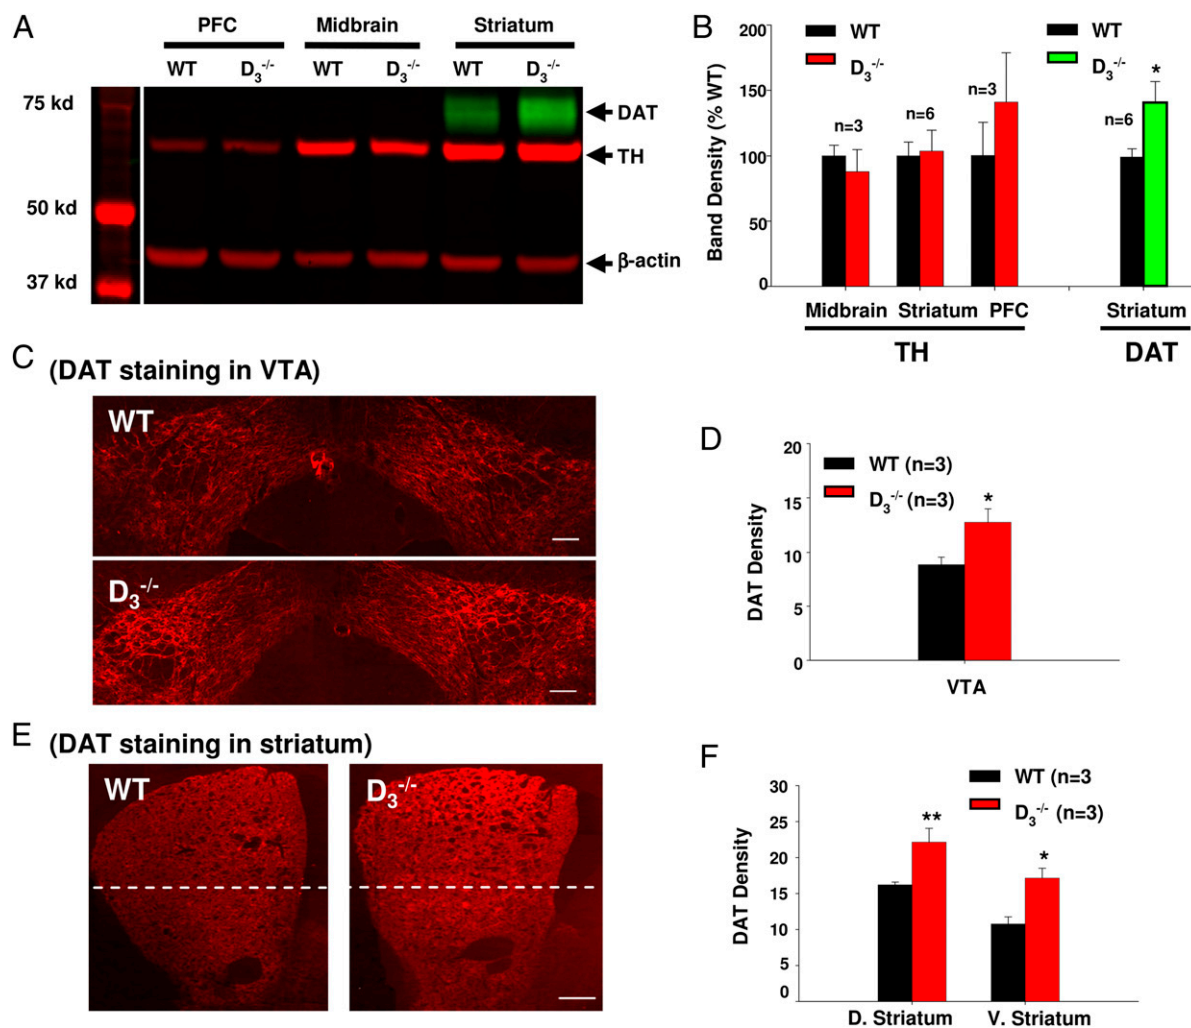 A
PFC Midbrain Striatum
WT D3-/- WT D3-/- WT D3-/-
75 kd
DAT
TH
50 kd
β-actin
37 kd
B
WT
D3-/-
WT
D3-/-
Band Density (% WT)
200
150
100
50
0
n=3
n=6
n=3
n=6
*
Midbrain Striatum PFC Striatum
TH DAT
C
(DAT staining in VTA)
WT
D3-/-
D
WT (n=3)
D3-/- (n=3)
DAT Density
20
15
10
5
0
*
VTA
E
(DAT staining in striatum)
WT
D3-/-
F
WT (n=3
D3-/- (n=3)
DAT Density
30
25
20
15
10
5
0
**
*
D. Striatum V. Striatum